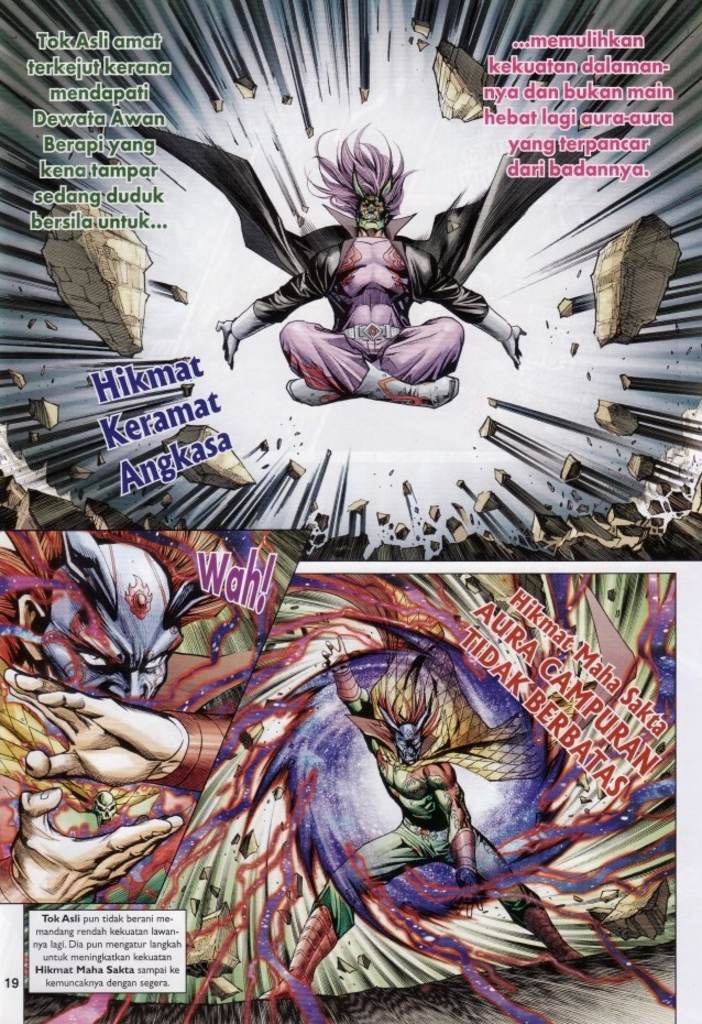 Tok Asli amat
terkejut kerana
mendapati
Dewata Awan
Berapi yang
kena tampar
sedang duduk
bersila untuk...
...memulihkan
kekuatan dalaman-
nya dan bukan main
hebat lagi aura-aura
yang terpancar
dari badannya.
Hikmat
Keramat
Angkasa
Wah!
Hikmat Maha Sakta
AURA CAMPURAN
TIDAK BERBATAS
Tok Asli pun tidak berani me-
mandang rendah kekuatan lawan-
nya lagi. Dia pun mengatur langkah
untuk meningkatkan kekuatan
Hikmat Maha Sakta sampai ke
kemuncaknya dengan segera.
19